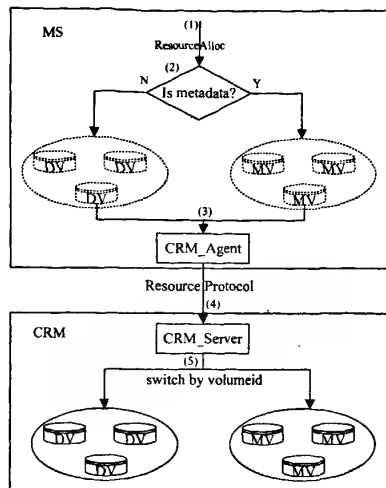 (1)
MS
ResourceAlloc
(2)
N
Is metadata?
Y
DV
DV
DV
MV
MV
MV
(3)
CRM_Agent
Resource Protocol
(4)
CRM
CRM_Server
(5)
switch by volumeid
DV
DV
DV
MV
MV
MV